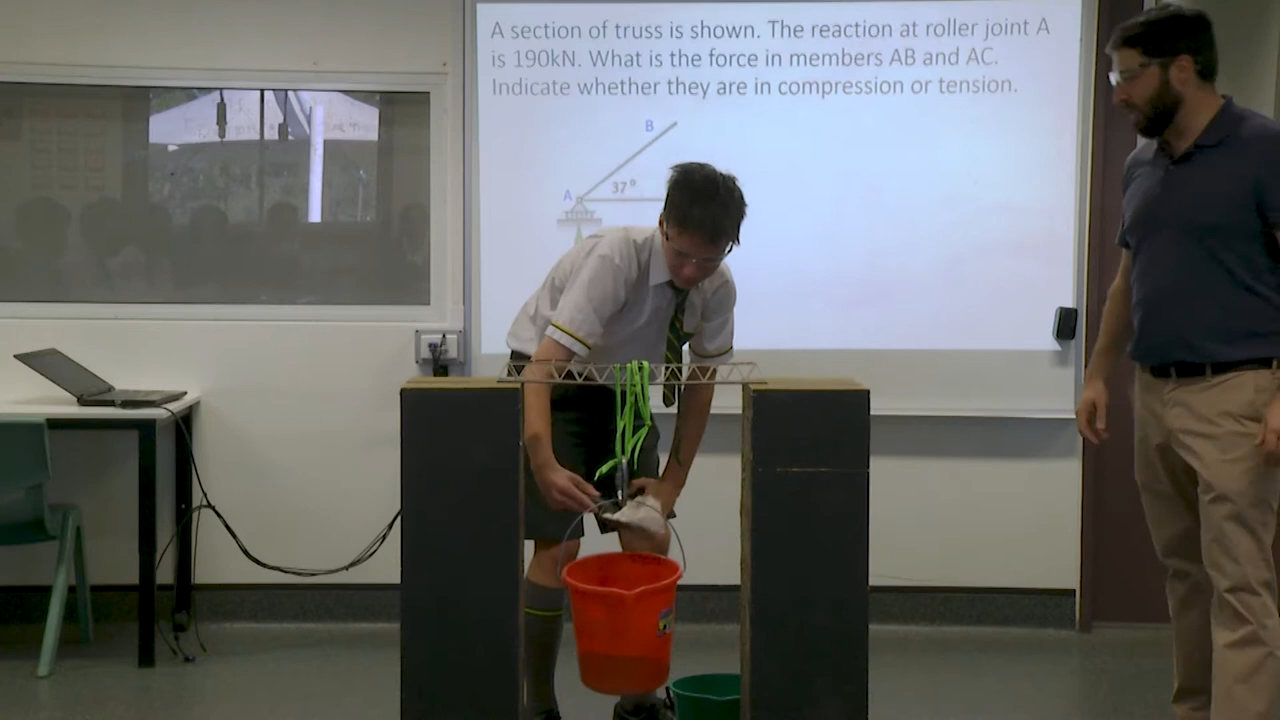 A section of truss is shown. The reaction at roller joint A
is 190kN. What is the force in members AB and AC.
Indicate whether they are in compression or tension.
B
A
37°